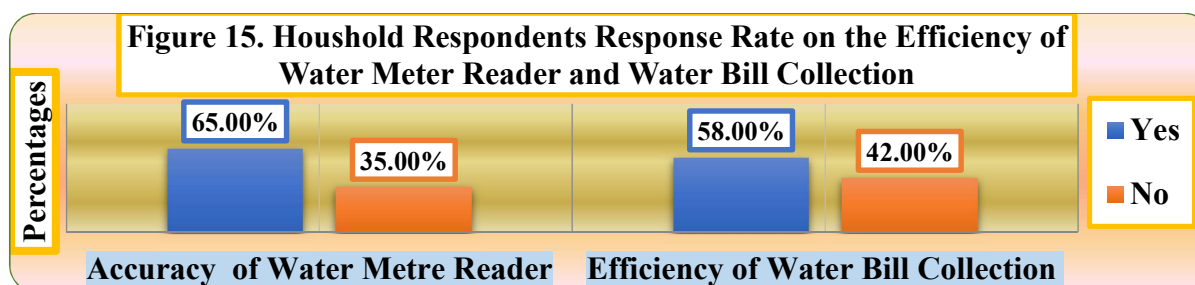 Figure 15. Houshold Respondents Response Rate on the Efficiency of
Water Meter Reader and Water Bill Collection
Percentages
65.00%
35.00%
58.00%
42.00%
Yes
No
Accuracy of Water Metre Reader
Efficiency of Water Bill Collection